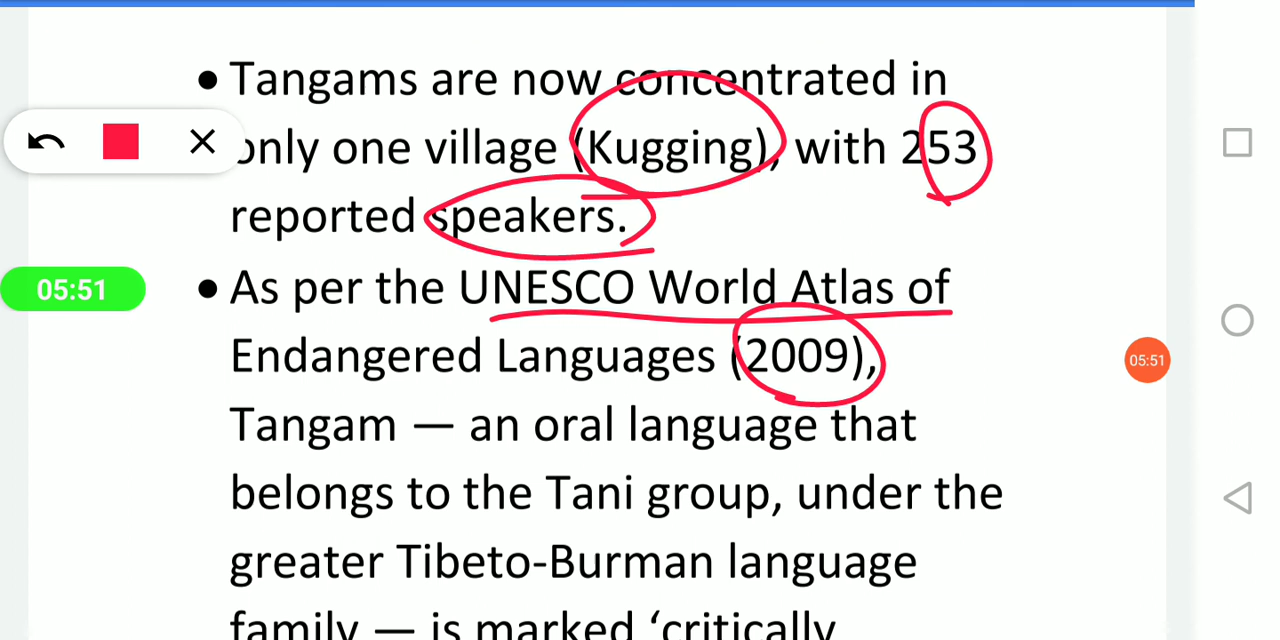 • Tangams are now concentrated in
only one village (Kugging), with 253
reported speakers.
• As per the UNESCO World Atlas of
Endangered Languages (2009),
Tangam — an oral language that
belongs to the Tani group, under the
greater Tibeto-Burman language
family — is marked ‘critically
05:51
05:51